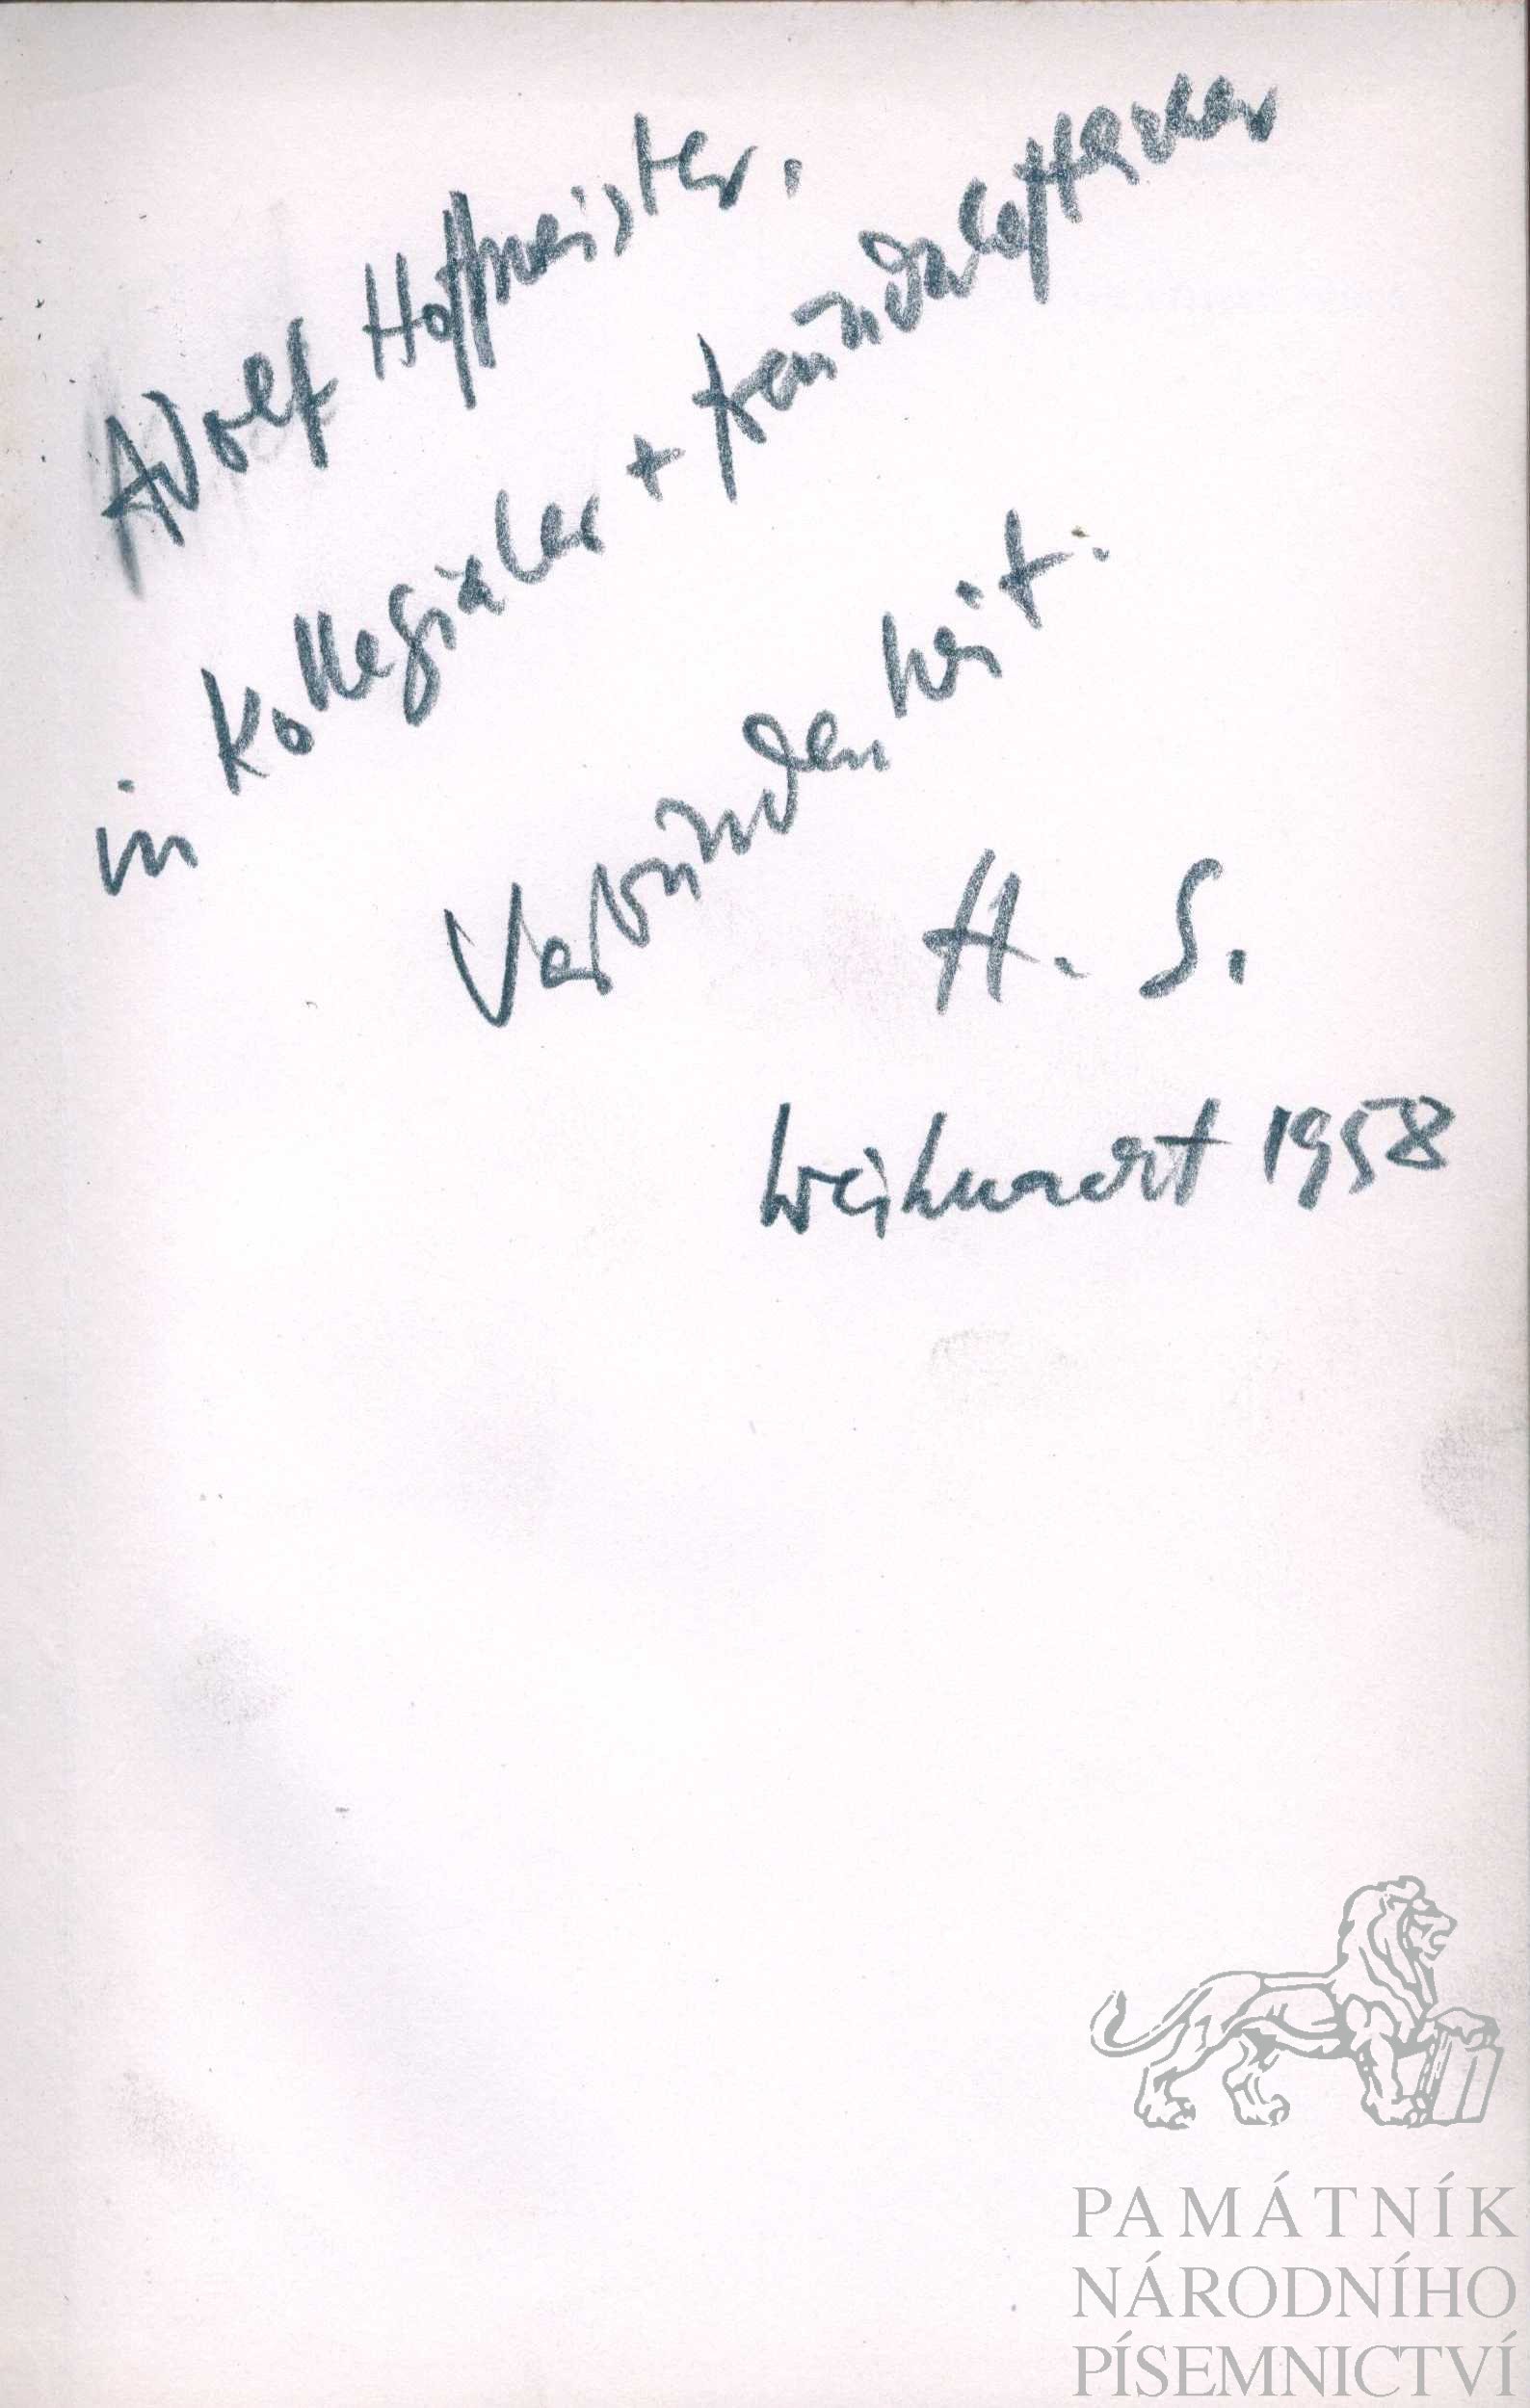 Adolf Hoffmeister.
in kollegialer + freundschaftlicher
Verbundenheit.
H. S.
Weihnacht 1958
PAMÁTNÍK
NÁRODNÍHO
PÍSEMNICTVÍ